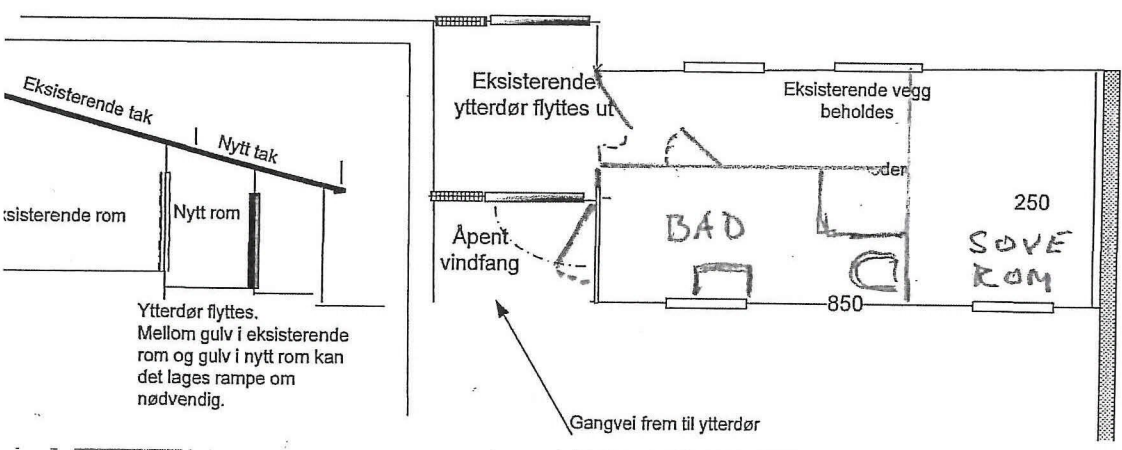 Eksisterende tak
Nytt tak
Nytt rom
Ytterdør flyttes.
Mellom gulv i eksisterende
rom og gulv i nytt rom kan
det lages rampe om
nødvendig.
Eksisterende
ytterdør flyttes ut
Åpent
vindfang
Gangvei frem til ytterdør
Eksisterende vegg
beholdes
BAD
250
SOVE
ROM
850